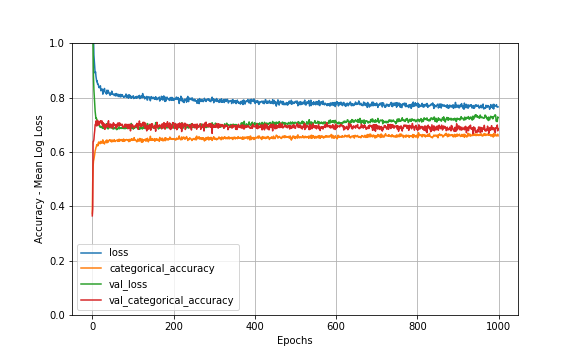 1.0
0.8
0.6
0.4
0.2
0.0
Accuracy - Mean Log Loss
loss
categorical_accuracy
val_loss
val_categorical_accuracy
0 200 400 600 800 1000
Epochs